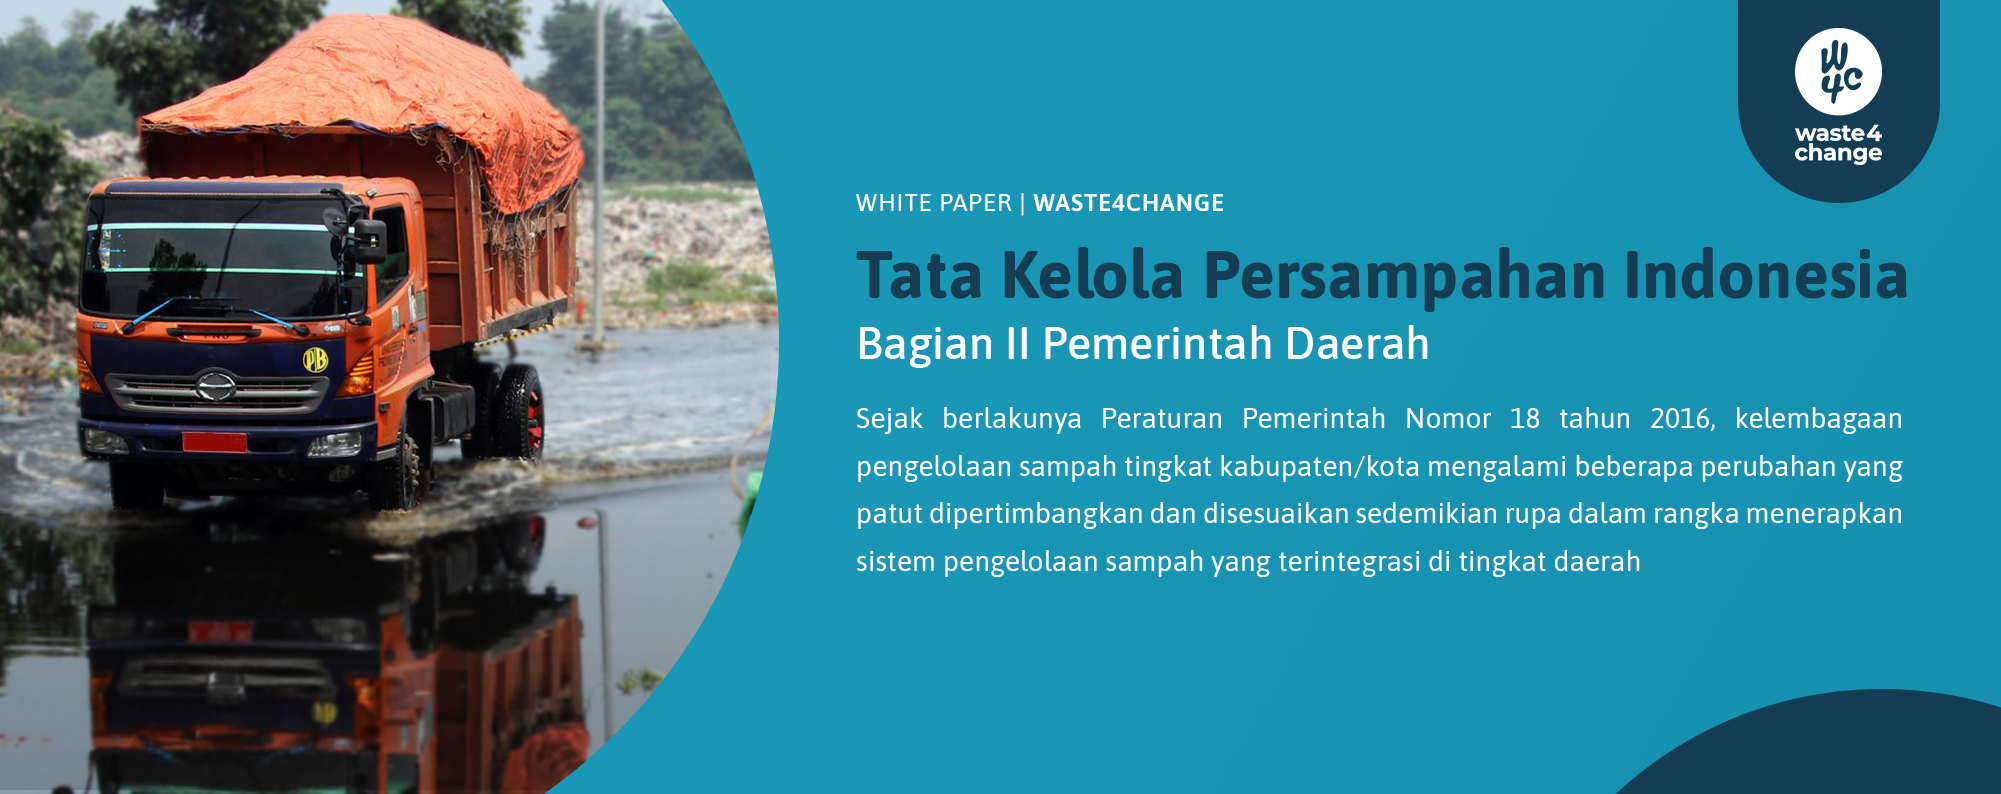 W4C
waste4
change
WHITE PAPER | WASTE4CHANGE
Tata Kelola Persampahan Indonesia
Bagian II Pemerintah Daerah
Sejak berlakunya Peraturan Pemerintah Nomor 18 tahun 2016, kelembagaan
pengelolaan sampah tingkat kabupaten/kota mengalami beberapa perubahan yang
patut dipertimbangkan dan disesuaikan sedemikian rupa dalam rangka menerapkan
sistem pengelolaan sampah yang terintegrasi di tingkat daerah
PB